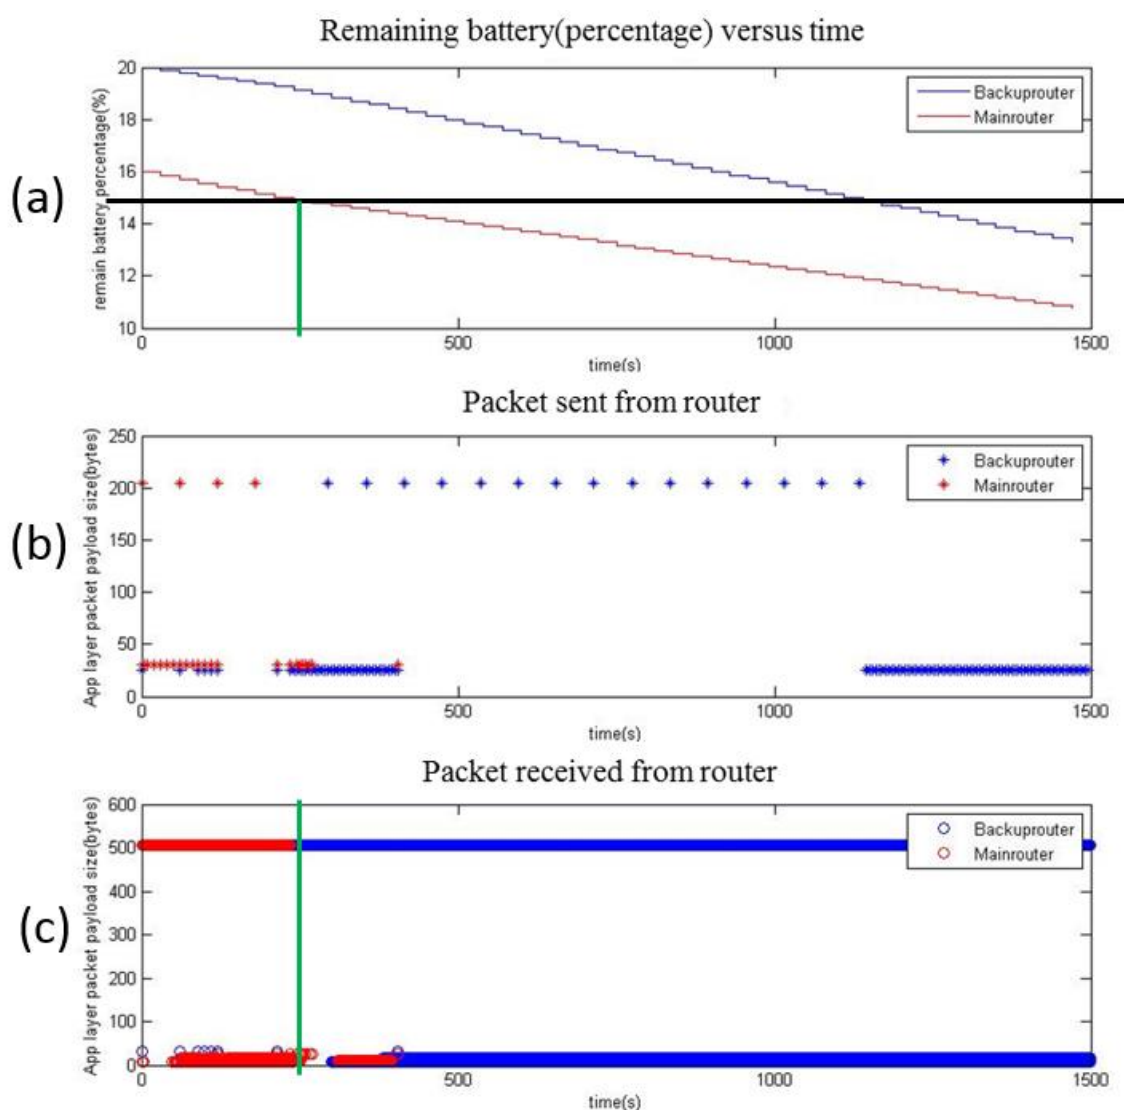 Remaining battery(percentage) versus time
(a)
remain battery percentage(%)
20
18
16
14
12
10
Backuprouter
Mainrouter
0
500
1000
1500
time(s)
Packet sent from router
(b)
App layer packet payload size(bytes)
250
200
150
100
50
0
Backuprouter
Mainrouter
0
500
1000
1500
time(s)
Packet received from router
(c)
App layer packet payload size(bytes)
600
500
400
300
200
100
0
Backuprouter
Mainrouter
0
500
1000
1500
time(s)